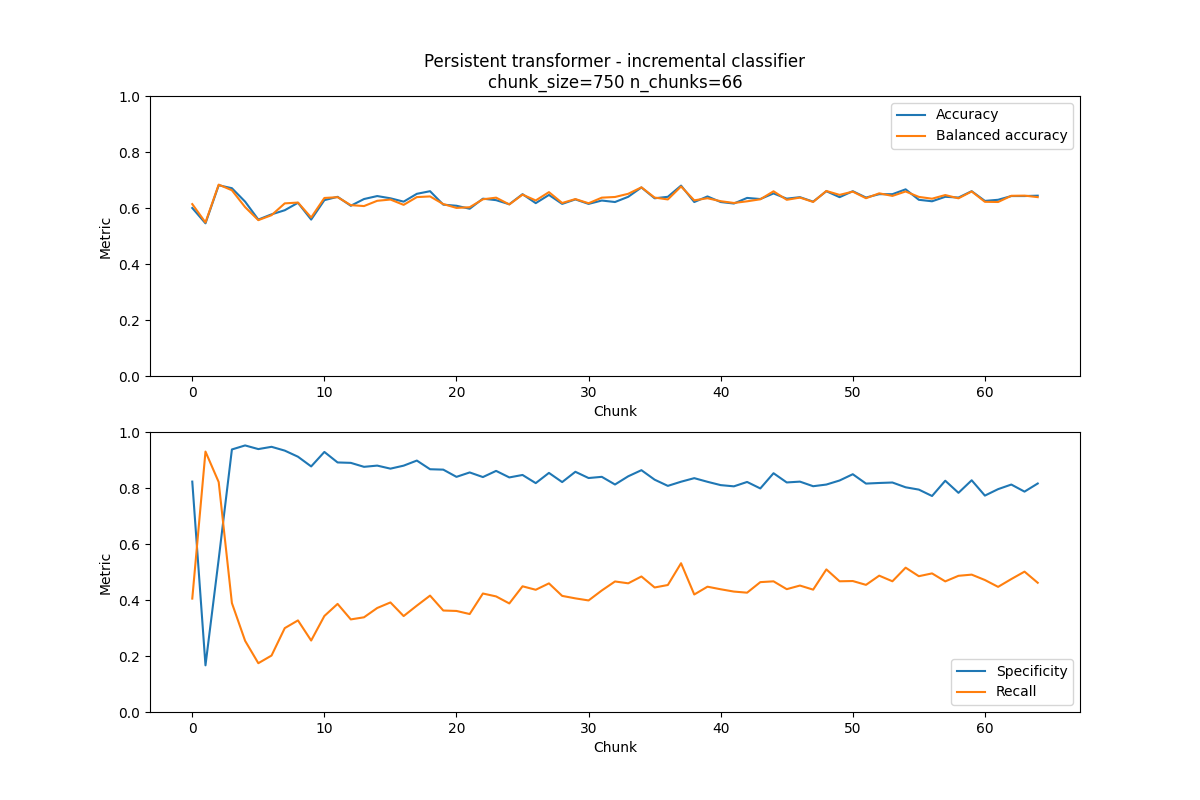 Persistent transformer - incremental classifier
chunk_size=750 n_chunks=66
1.0
0.8
0.6
0.4
0.2
0.0
Metric
Accuracy
Balanced accuracy
0 10 20 30 40 50 60
Chunk
1.0
0.8
0.6
0.4
0.2
0.0
Metric
Specificity
Recall
0 10 20 30 40 50 60
Chunk